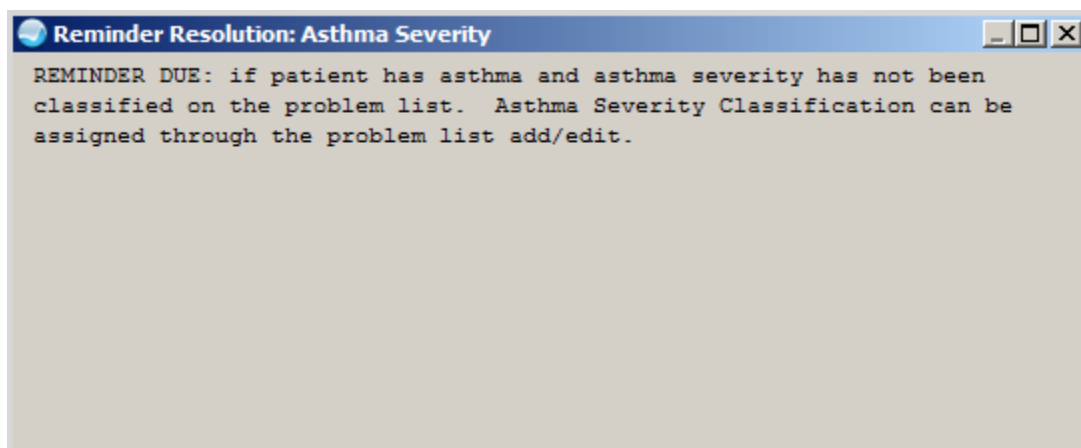 Reminder Resolution: Asthma Severity
REMINDER DUE: if patient has asthma and asthma severity has not been
classified on the problem list.  Asthma Severity Classification can be
assigned through the problem list add/edit.